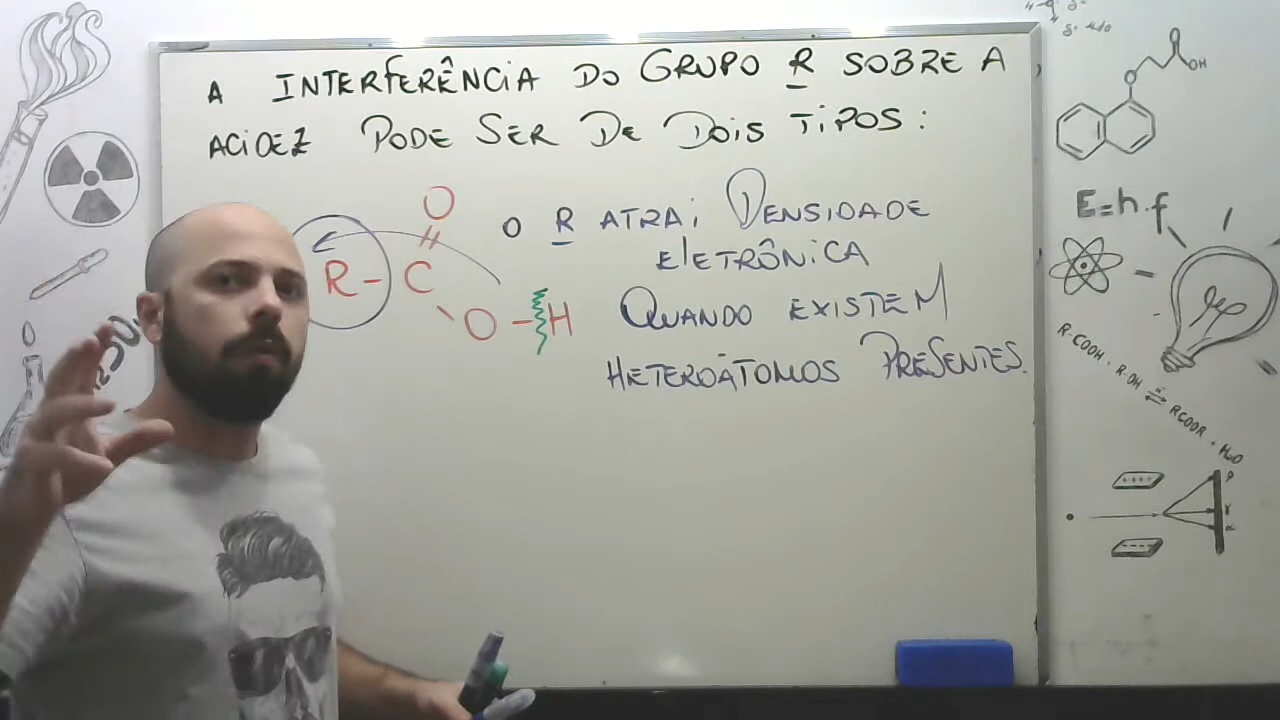 A INTERFERÊNCIA DO GRUPO R SOBRE A
ACIDEZ PODE SER DE DOIS TIPOS:
O R ATRAI DENSIDADE
ELETRÔNICA
QUANDO EXISTEM
HETEROÁTOMOS PRESENTES.
O
R - C
O - H
OH
O
E=h.f
R-COOH + R-OH ⇌ RCOOR + H₂O